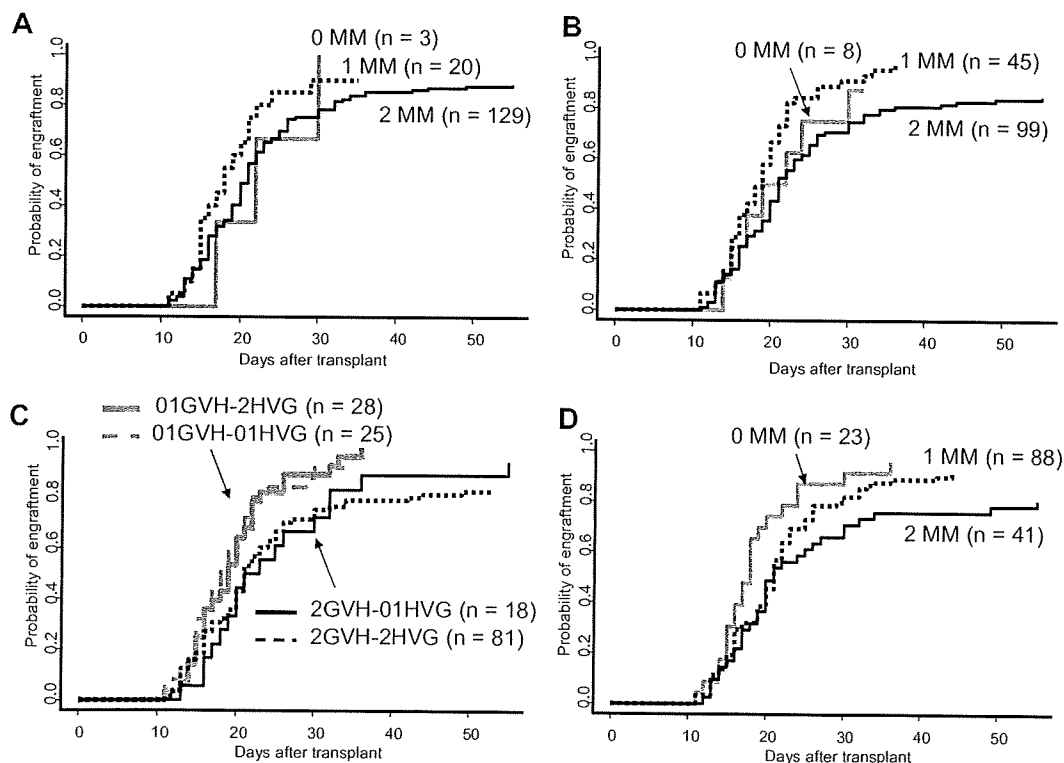 A
0 MM (n = 3)
1 MM (n = 20)
2 MM (n = 129)
Probability of engraftment
0.0 0.2 0.4 0.6 0.8 1.0
0 10 20 30 40 50
Days after transplant
B
0 MM (n = 8)
1 MM (n = 45)
2 MM (n = 99)
Probability of engraftment
0.0 0.2 0.4 0.6 0.8 1.0
0 10 20 30 40 50
Days after transplant
C
01GVH-2HVG (n = 28)
01GVH-01HVG (n = 25)
2GVH-01HVG (n = 18)
2GVH-2HVG (n = 81)
Probability of engraftment
0.0 0.2 0.4 0.6 0.8 1.0
0 10 20 30 40 50
Days after transplant
D
0 MM (n = 23)
1 MM (n = 88)
2 MM (n = 41)
Probability of engraftment
0.0 0.2 0.4 0.6 0.8 1.0
0 10 20 30 40 50
Days after transplant